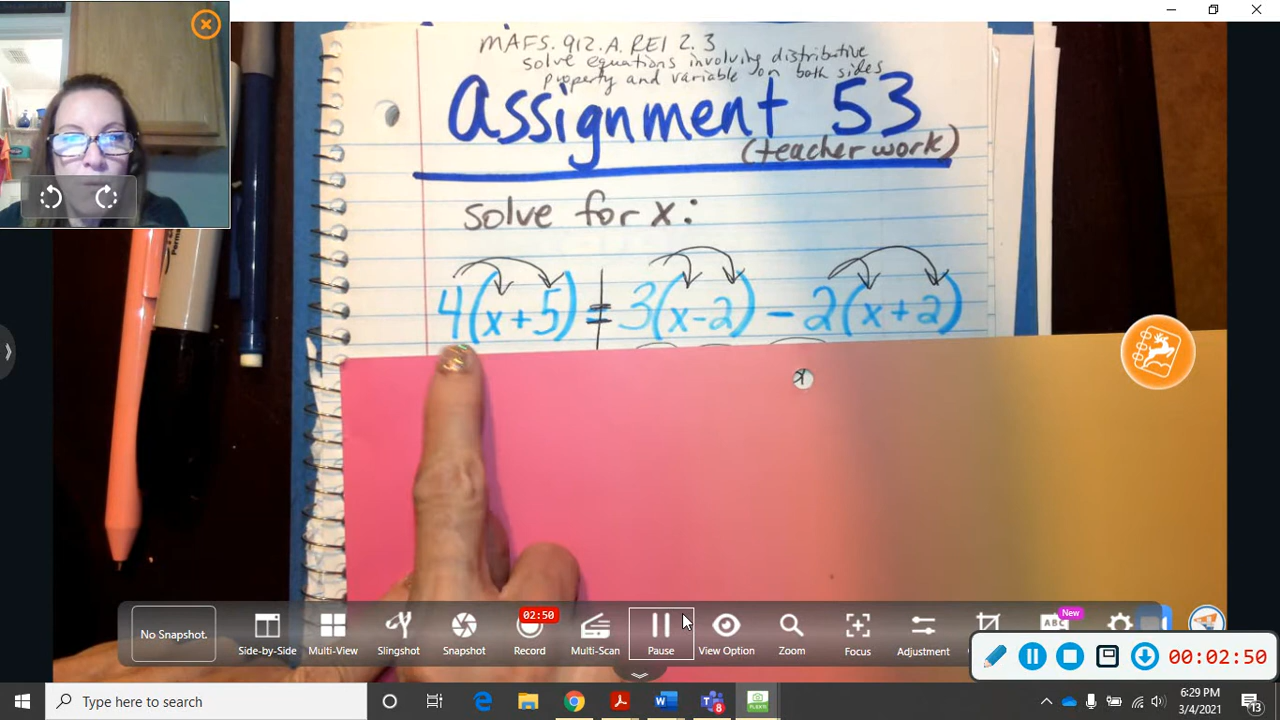 MAFS.912.A.REI 2.3
solve equations involving distributive
property and variable on both sides
Assignment 53
(teacher work)
solve for x:
4(x+5) = 3(x-2) - 2(x+2)
No Snapshot.
Side-by-Side
Multi-View
Slingshot
Snapshot
02:50
Record
Multi-Scan
Pause
View Option
Zoom
Focus
Adjustment
ABC
New
00:02:50
Type here to search
8
6:29 PM
3/4/2021
13